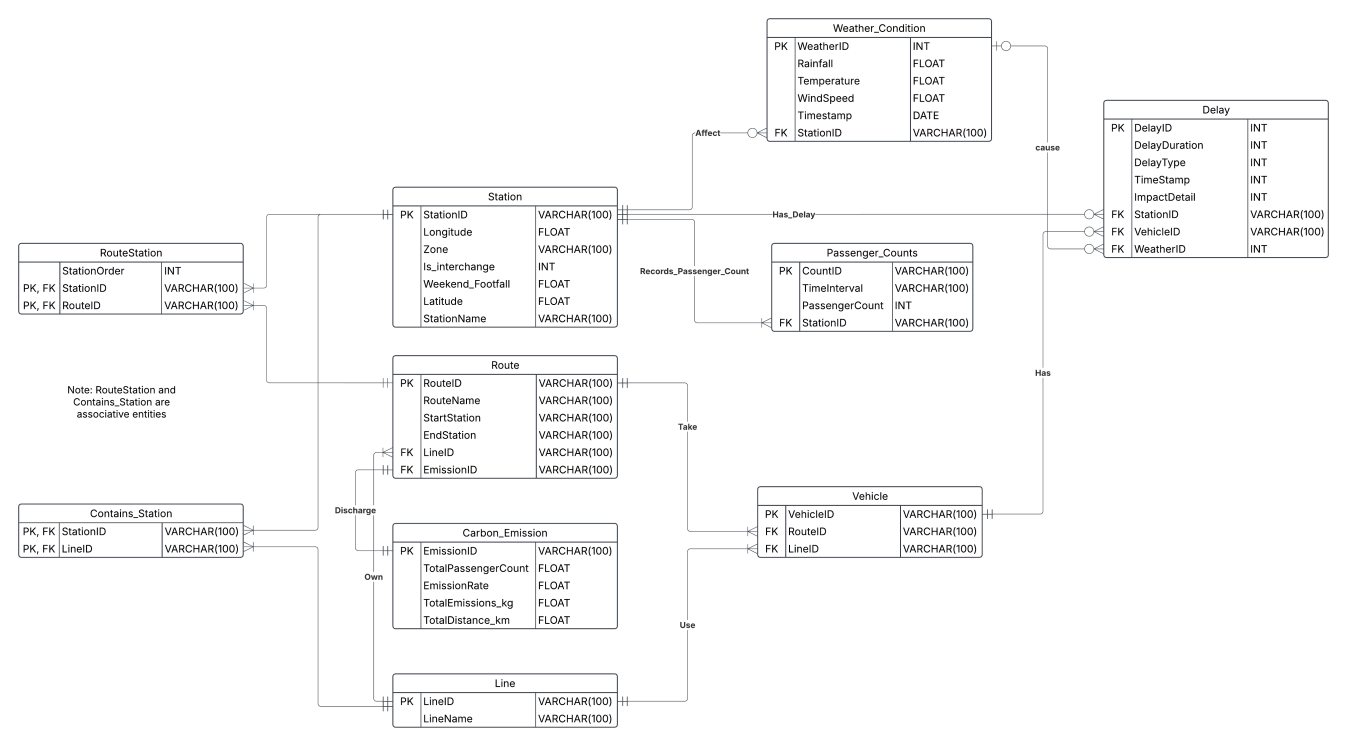 Weather_Condition
PK WeatherID INT
Rainfall FLOAT
Temperature FLOAT
WindSpeed FLOAT
Timestamp DATE
FK StationID VARCHAR(100)
Affect
cause
Delay
PK DelayID INT
DelayDuration INT
DelayType INT
TimeStamp INT
ImpactDetail INT
FK StationID VARCHAR(100)
FK VehicleID VARCHAR(100)
FK WeatherID INT
Station
PK StationID VARCHAR(100)
Longitude FLOAT
Zone VARCHAR(100)
Is_interchange INT
Weekend_Footfall FLOAT
Latitude FLOAT
StationName VARCHAR(100)
Has_Delay
Records_Passenger_Count
Passenger_Counts
PK CountID VARCHAR(100)
TimeInterval VARCHAR(100)
PassengerCount INT
FK StationID VARCHAR(100)
RouteStation
StationOrder INT
PK, FK StationID VARCHAR(100)
PK, FK RouteID VARCHAR(100)
Note: RouteStation and
Contains_Station are
associative entities
Route
PK RouteID VARCHAR(100)
RouteName VARCHAR(100)
StartStation VARCHAR(100)
EndStation VARCHAR(100)
FK LineID VARCHAR(100)
FK EmissionID VARCHAR(100)
Take
Has
Discharge
Contains_Station
PK, FK StationID VARCHAR(100)
PK, FK LineID VARCHAR(100)
Vehicle
PK VehicleID VARCHAR(100)
FK RouteID VARCHAR(100)
FK LineID VARCHAR(100)
Carbon_Emission
PK EmissionID VARCHAR(100)
TotalPassengerCount FLOAT
EmissionRate FLOAT
TotalEmissions_kg FLOAT
TotalDistance_km FLOAT
Own
Use
Line
PK LineID VARCHAR(100)
LineName VARCHAR(100)